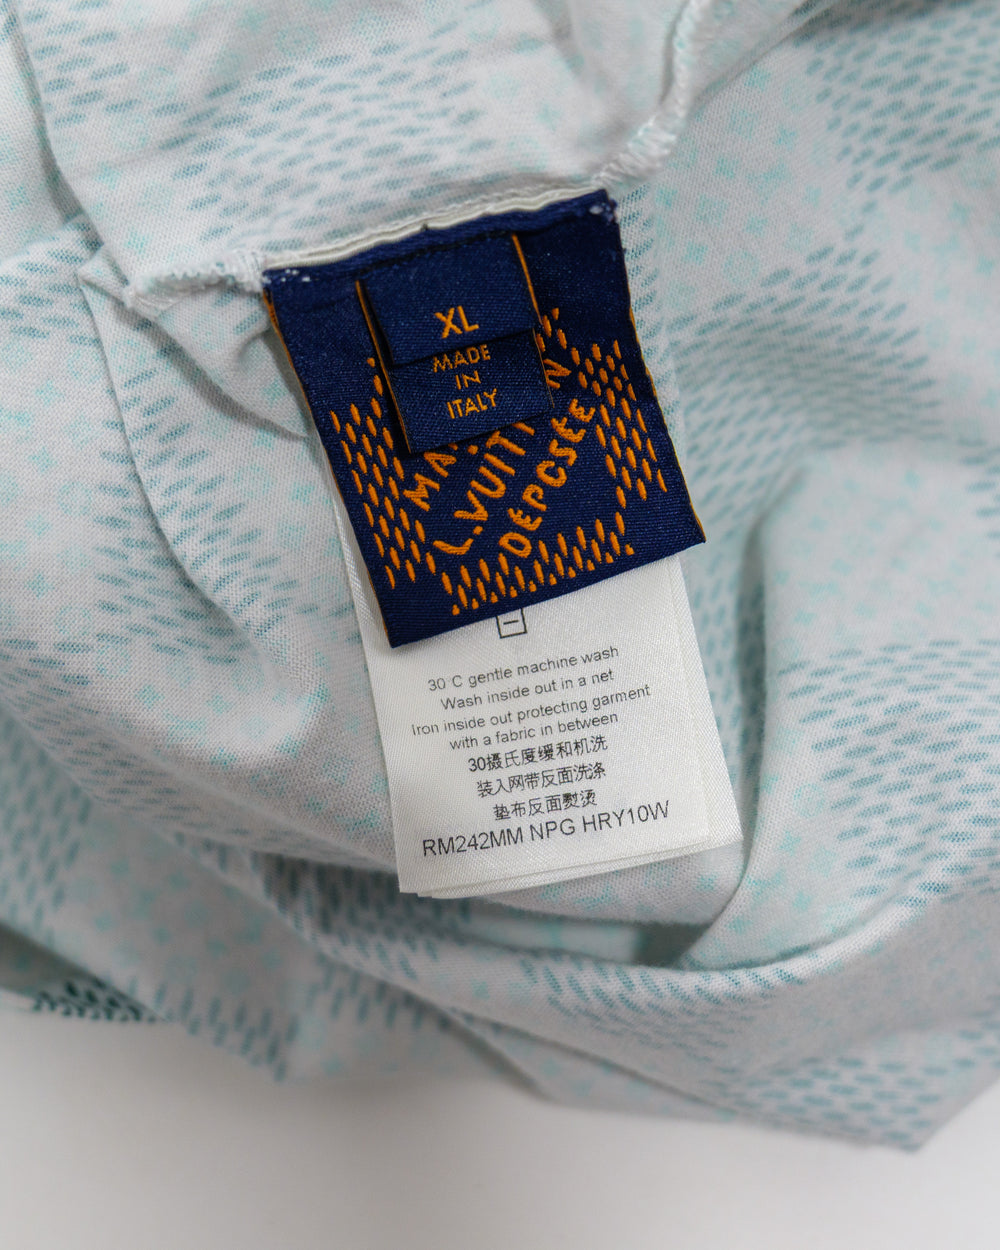 XL
MADE
IN
ITALY
L.VUITTON
DEPCSÉE
30°C gentle machine wash
Wash inside out in a net
Iron inside out protecting garment
with a fabric in between
30摄氏度缓和机洗
装入网带反面洗涤
垫布反面熨烫
RM242MM NPG HRY10W